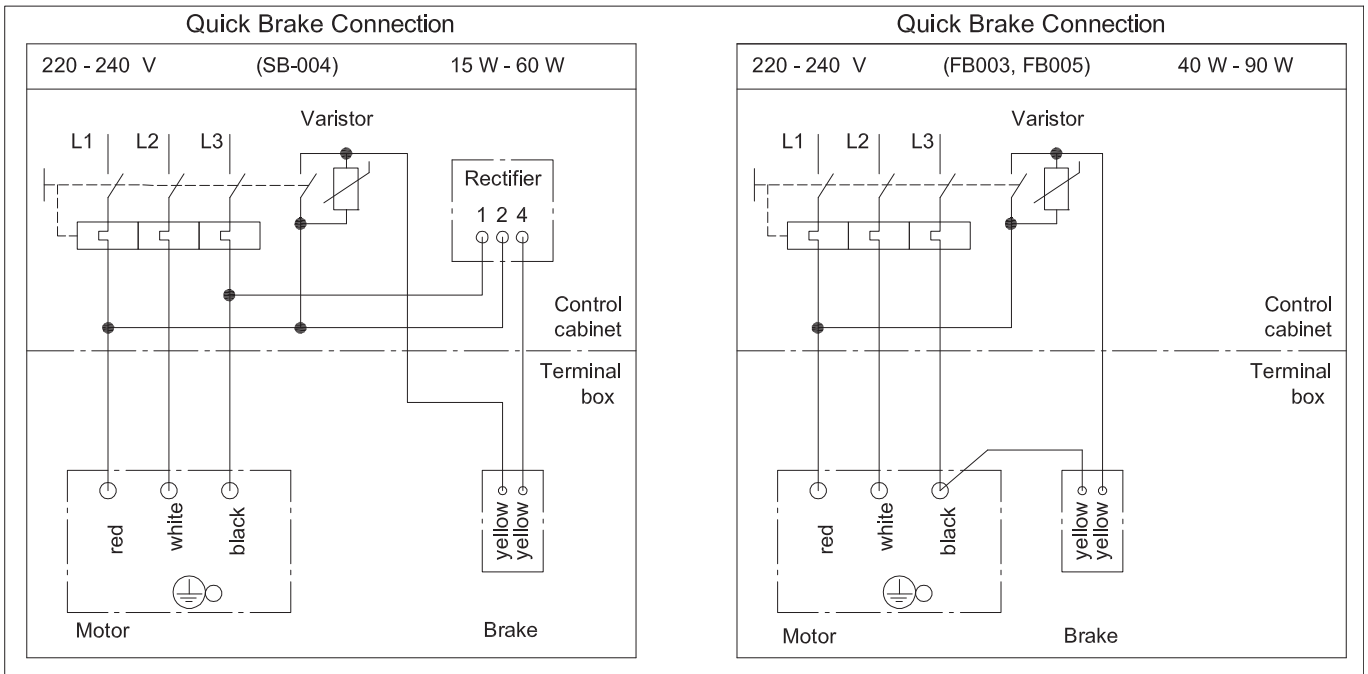 Quick Brake Connection
220 - 240 V (SB-004) 15 W - 60 W
Varistor
L1 L2 L3
Rectifier
1 2 4
Control
cabinet
Terminal
box
red white black
yellow yellow
Motor
Brake
Quick Brake Connection
220 - 240 V (FB003, FB005) 40 W - 90 W
Varistor
L1 L2 L3
Control
cabinet
Terminal
box
red white black
yellow yellow
Motor
Brake